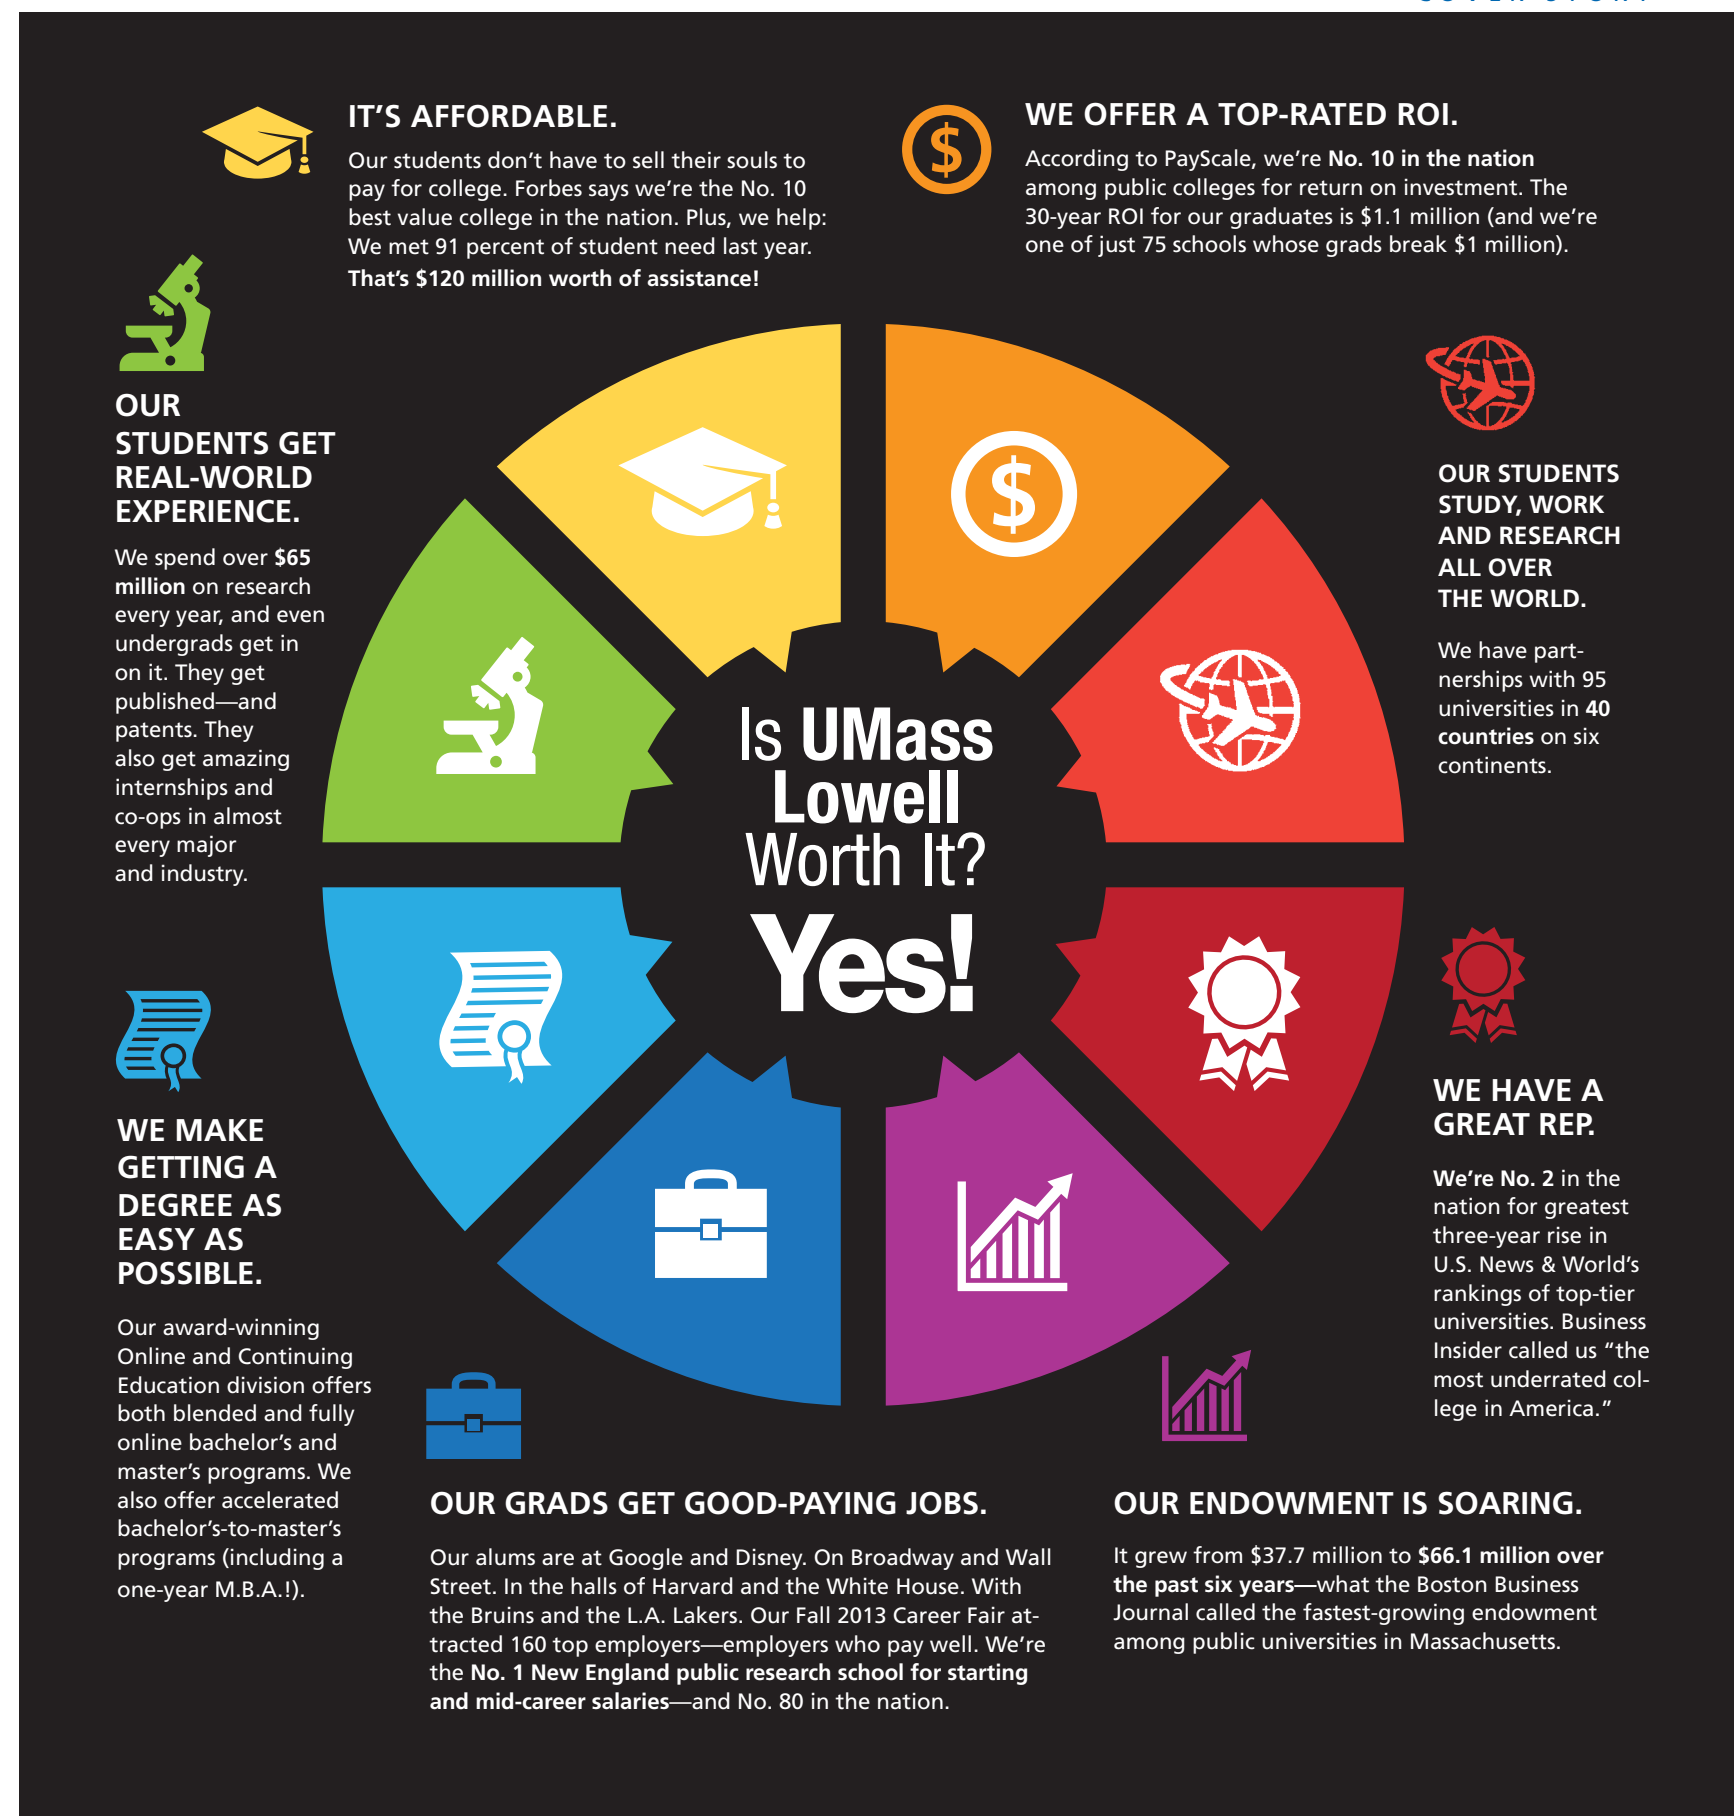 IT'S AFFORDABLE.
Our students don't have to sell their souls to
pay for college. Forbes says we're the No. 10
best value college in the nation. Plus, we help:
We met 91 percent of student need last year.
That's $120 million worth of assistance!
WE OFFER A TOP-RATED ROI.
According to PayScale, we're No. 10 in the nation
among public colleges for return on investment. The
30-year ROI for our graduates is $1.1 million (and we're
one of just 75 schools whose grads break $1 million).
OUR
STUDENTS GET
REAL-WORLD
EXPERIENCE.
We spend over $65
million on research
every year, and even
undergrads get in
on it. They get
published—and
patents. They
also get amazing
internships and
co-ops in almost
every major
and industry.
OUR STUDENTS
STUDY, WORK
AND RESEARCH
ALL OVER
THE WORLD.
We have part-
nerships with 95
universities in 40
countries on six
continents.
$
$
Is UMass
Lowell
Worth It?
Yes!
WE MAKE
GETTING A
DEGREE AS
EASY AS
POSSIBLE.
Our award-winning
Online and Continuing
Education division offers
both blended and fully
online bachelor's and
master's programs. We
also offer accelerated
bachelor's-to-master's
programs (including a
one-year M.B.A.!).
WE HAVE A
GREAT REP.
We're No. 2 in the
nation for greatest
three-year rise in
U.S. News & World's
rankings of top-tier
universities. Business
Insider called us "the
most underrated col-
lege in America."
OUR GRADS GET GOOD-PAYING JOBS.
Our alums are at Google and Disney. On Broadway and Wall
Street. In the halls of Harvard and the White House. With
the Bruins and the L.A. Lakers. Our Fall 2013 Career Fair at-
tracted 160 top employers—employers who pay well. We're
the No. 1 New England public research school for starting
and mid-career salaries—and No. 80 in the nation.
OUR ENDOWMENT IS SOARING.
It grew from $37.7 million to $66.1 million over
the past six years—what the Boston Business
Journal called the fastest-growing endowment
among public universities in Massachusetts.